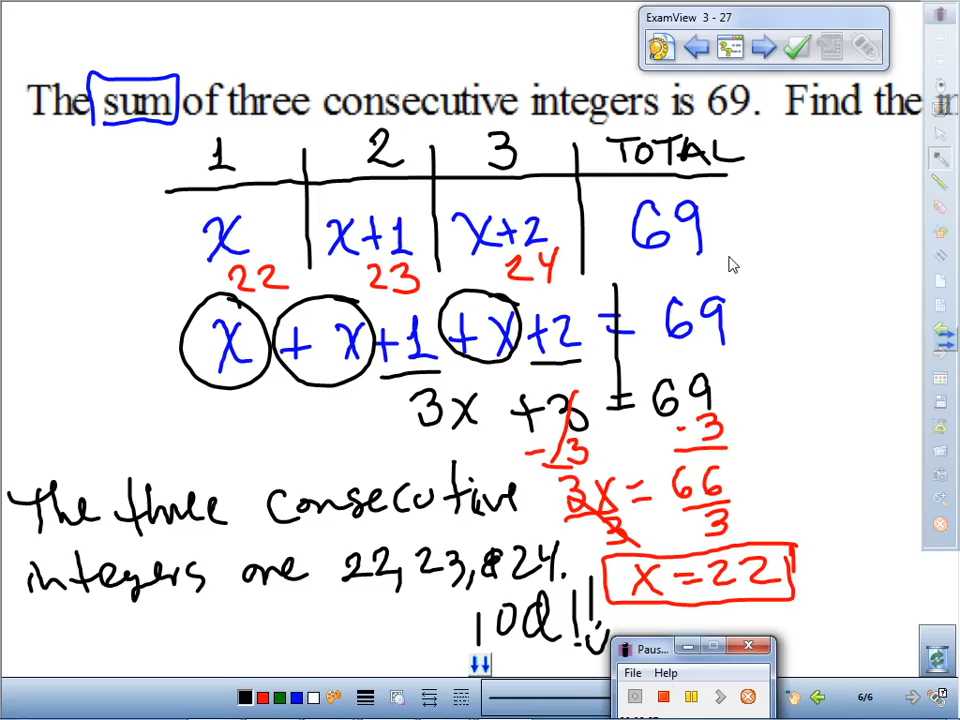 ExamView 3 - 27
The sum of three consecutive integers is 69. Find the
1 2 3 TOTAL
x x+1 x+2 69
22 23 24
x + x +1 + x +2 = 69
3x +3 = 69
-3 -3
3x = 66
3 3
x = 22
The three consecutive
integers are 22, 23, & 24.
!!
Paus...
File Help
6/6